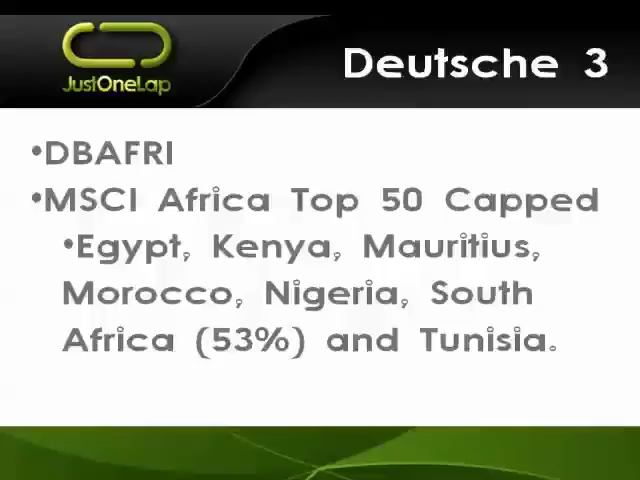 JustOneLap
Deutsche 3
•DBAFRI
•MSCI Africa Top 50 Capped
•Egypt, Kenya, Mauritius,
Morocco, Nigeria, South
Africa (53%) and Tunisia.